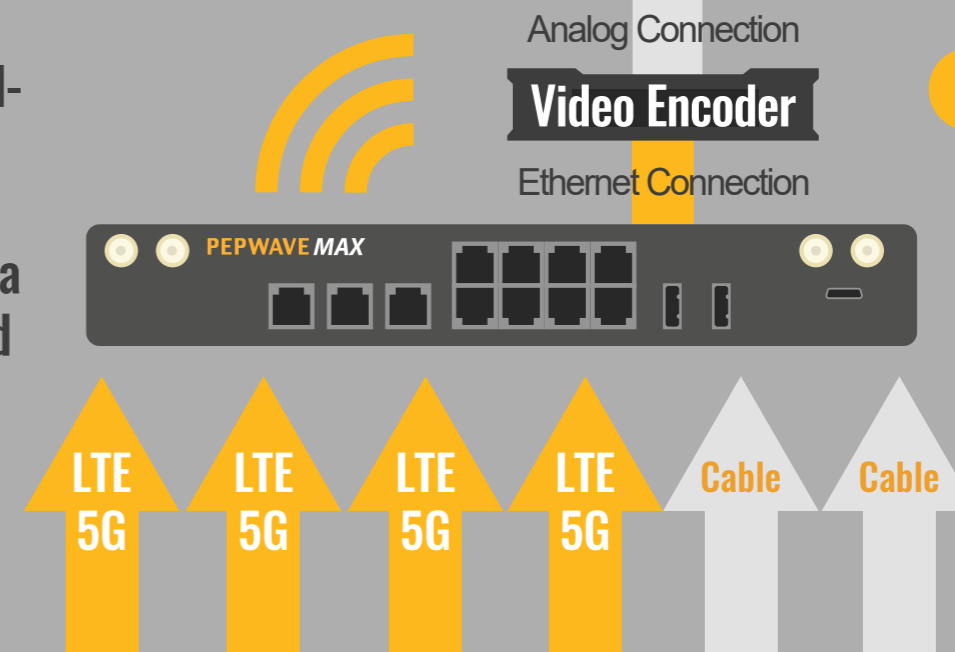 Analog Connection
Video Encoder
Ethernet Connection
PEPWAVE MAX
a
LTE LTE LTE LTE Cable Cable
5G 5G 5G 5G